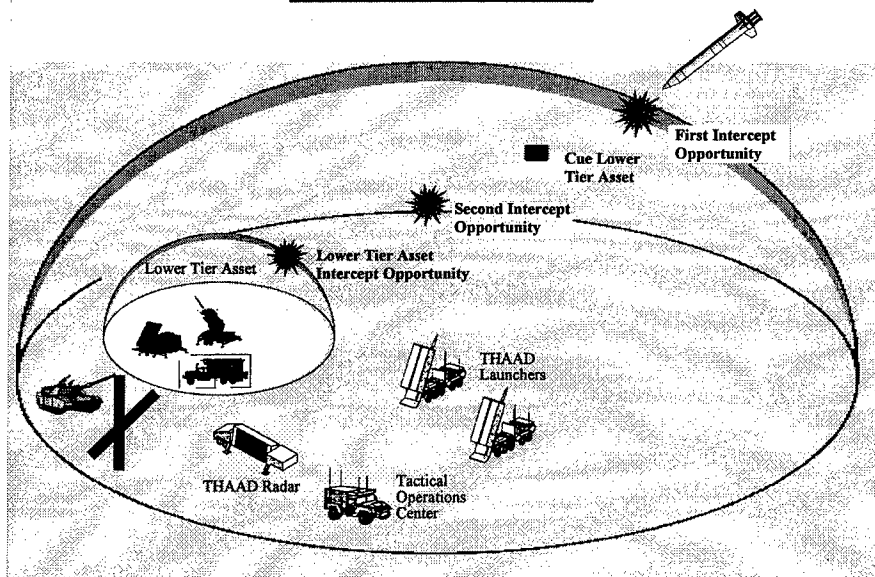 First Intercept
Opportunity
Cue Lower
Tier Asset
Second Intercept
Opportunity
Lower Tier Asset
Lower Tier Asset
Intercept Opportunity
THAAD
Launchers
THAAD Radar
Tactical
Operations
Center